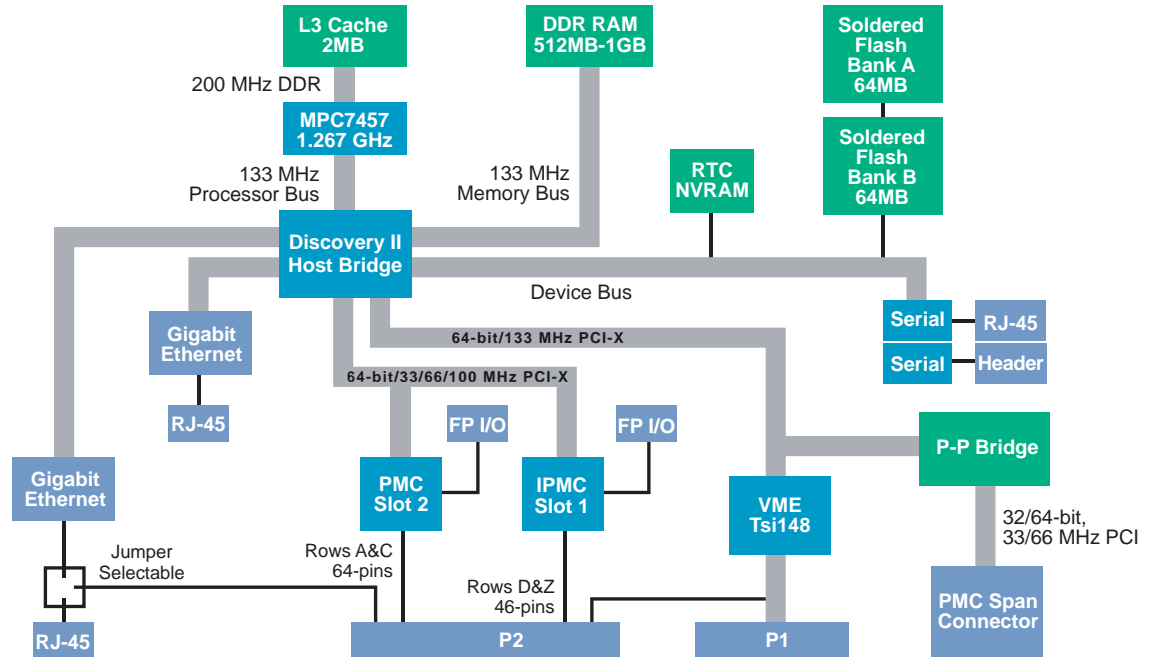 L3 Cache
2MB
DDR RAM
512MB-1GB
Soldered
Flash
Bank A
64MB
200 MHz DDR
MPC7457
1.267 GHz
Soldered
Flash
Bank B
64MB
133 MHz
Processor Bus
133 MHz
Memory Bus
RTC
NVRAM
Discovery II
Host Bridge
Device Bus
Gigabit
Ethernet
64-bit/133 MHz PCI-X
Serial
RJ-45
Serial
Header
64-bit/33/66/100 MHz PCI-X
RJ-45
FP I/O
FP I/O
P-P Bridge
Gigabit
Ethernet
PMC
Slot 2
IPMC
Slot 1
VME
Tsi148
32/64-bit,
33/66 MHz PCI
Jumper
Selectable
Rows A&C
64-pins
Rows D&Z
46-pins
PMC Span
Connector
RJ-45
P2
P1